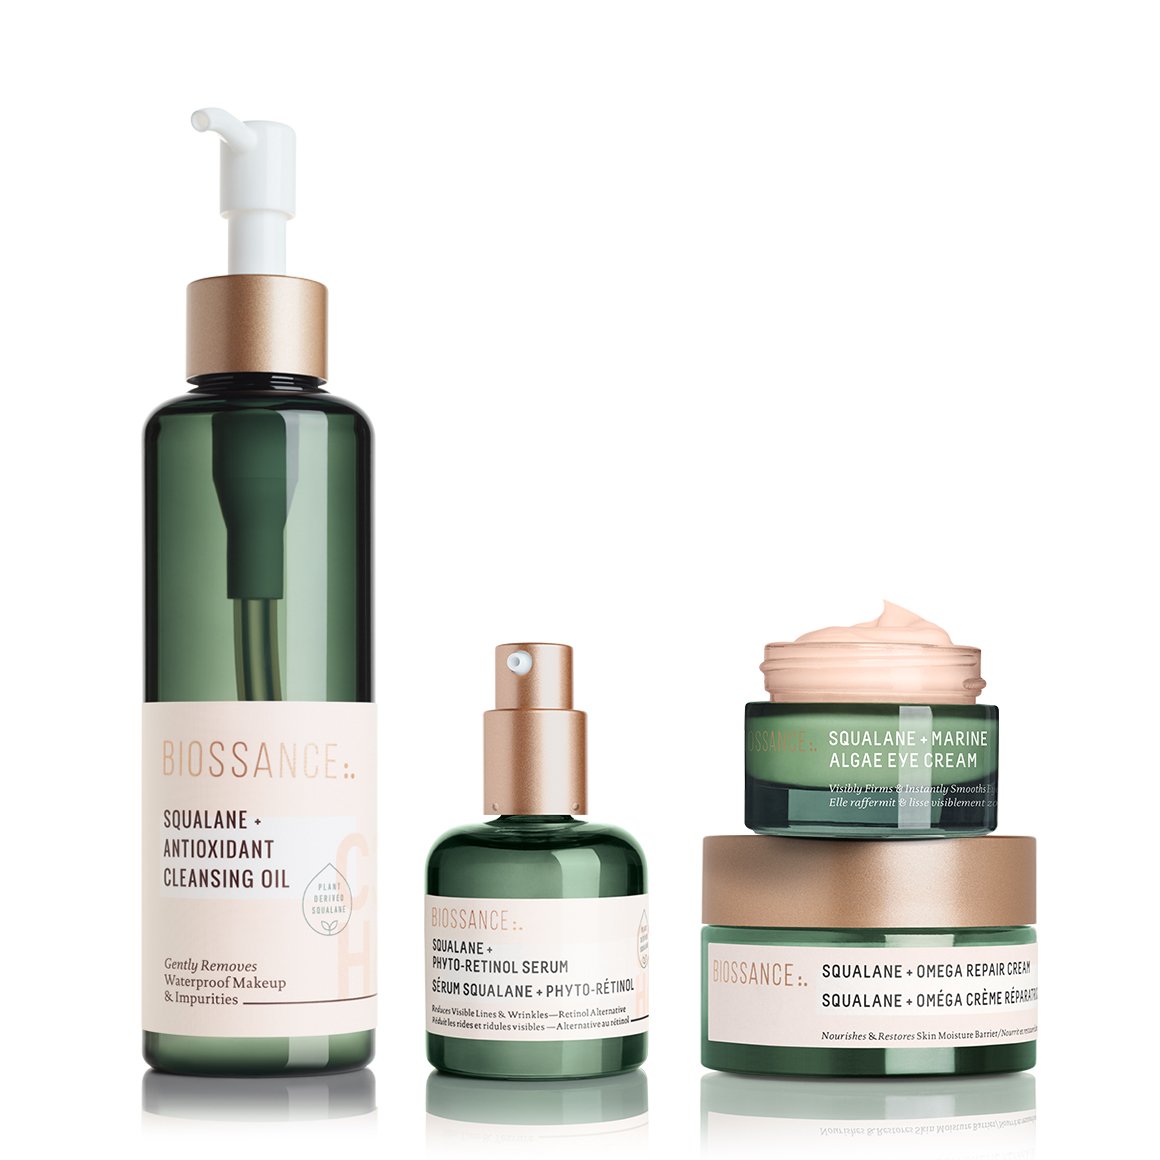 BIOSSANCE:.
SQUALANE +
ANTIOXIDANT
CLEANSING OIL
PLANT
DERIVED
SQUALANE
CH
Gently Removes
Waterproof Makeup
& Impurities
BIOSSANCE:.
SQUALANE +
PHYTO-RETINOL SERUM
SÉRUM SQUALANE + PHYTO-RÉTINOL
Reduces Visible Lines & Wrinkles—Retinol Alternative
Réduit les rides et ridules visibles —Alternative au rétinol
SQUALANE + MARINE
ALGAE EYE CREAM
Visibly Firms & Instantly Smooths
Elle raffermit & lisse visiblement
BIOSSANCE:.
SQUALANE + OMEGA REPAIR CREAM
SQUALANE + OMÉGA CRÈME
Nourishes & Restores Skin Moisture Barrier/Nourrit et